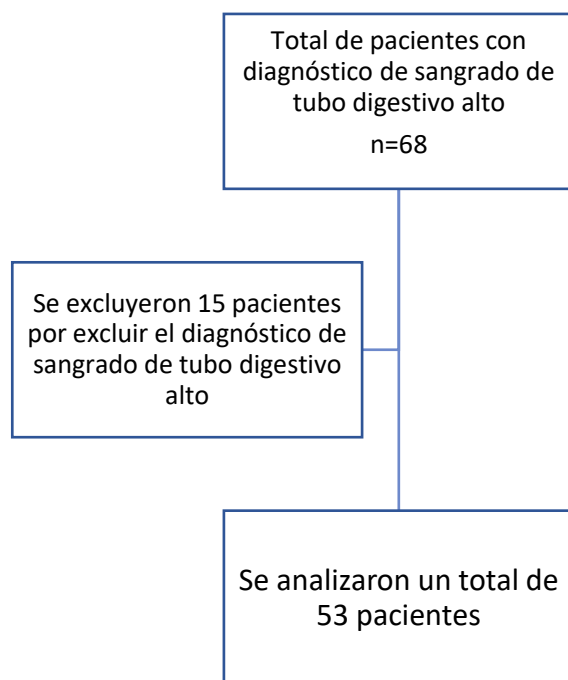 Total de pacientes con
diagnóstico de sangrado de
tubo digestivo alto
n=68
Se excluyeron 15 pacientes
por excluir el diagnóstico de
sangrado de tubo digestivo
alto
Se analizaron un total de
53 pacientes